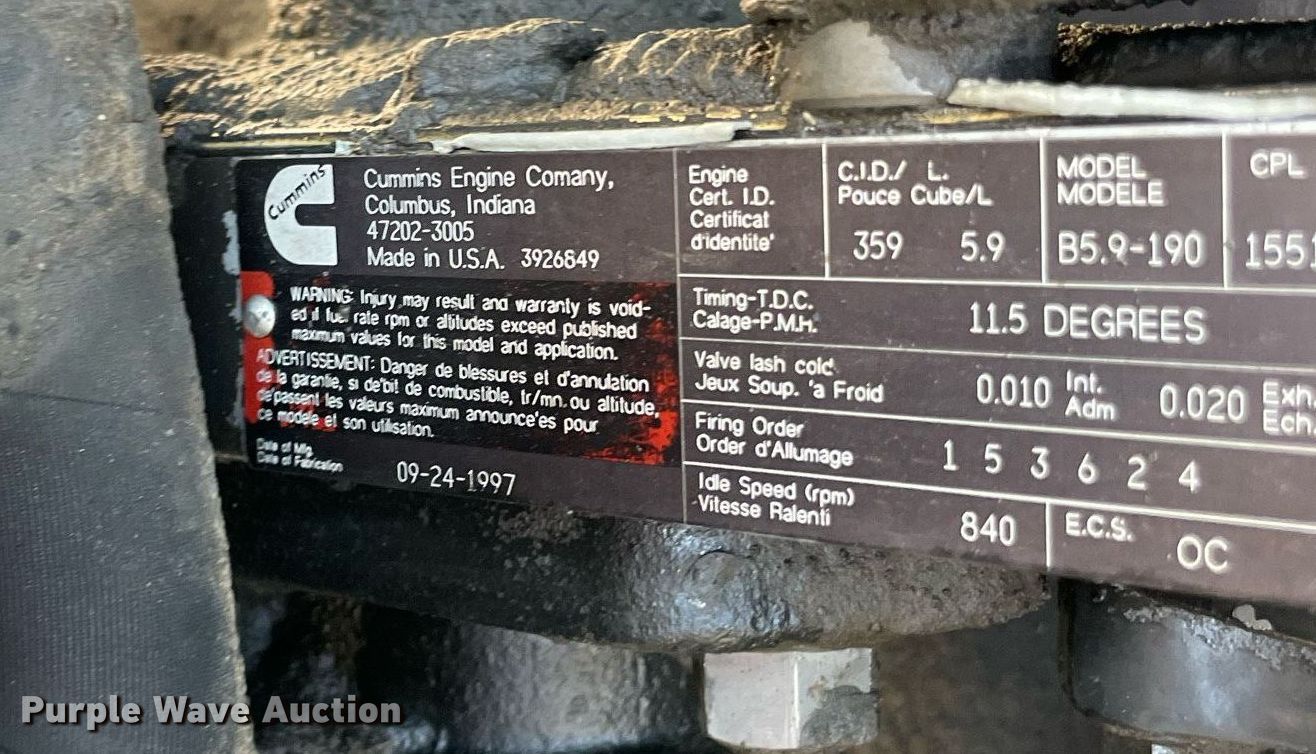 Cummins
Cummins Engine Comany,
Columbus, Indiana
47202-3005
Made in U.S.A. 3926849
WARNING: Injury may result and warranty is void-
ed if fuel rate rpm or altitudes exceed published
maximum values for this model and application.
ADVERTISSEMENT: Danger de blessures et d'annulation
de la garantie, si de'bit de combustible, tr/mn. ou altitude,
de'passent les valeurs maximum announce'es pour
ce modele et son utilisation.
Date of Mfg
Date of Fabrication
09-24-1997
Engine
Cert. I.D.
Certificat
d'identite'
C.I.D./ L.
Pouce Cube/L
359 5.9
MODEL
MODELE
B5.9-190
CPL
155
Timing-T.D.C.
Calage-P.M.H.
11.5 DEGREES
Valve lash cold
Jeux Soup. 'a Froid
0.010 Int.
Adm
0.020 Exh.
Ech.
Firing Order
Order d'Allumage
1 5 3 6 2 4
Idle Speed (rpm)
Vitesse Ralenti
840
E.C.S.
OC
Purple Wave Auction